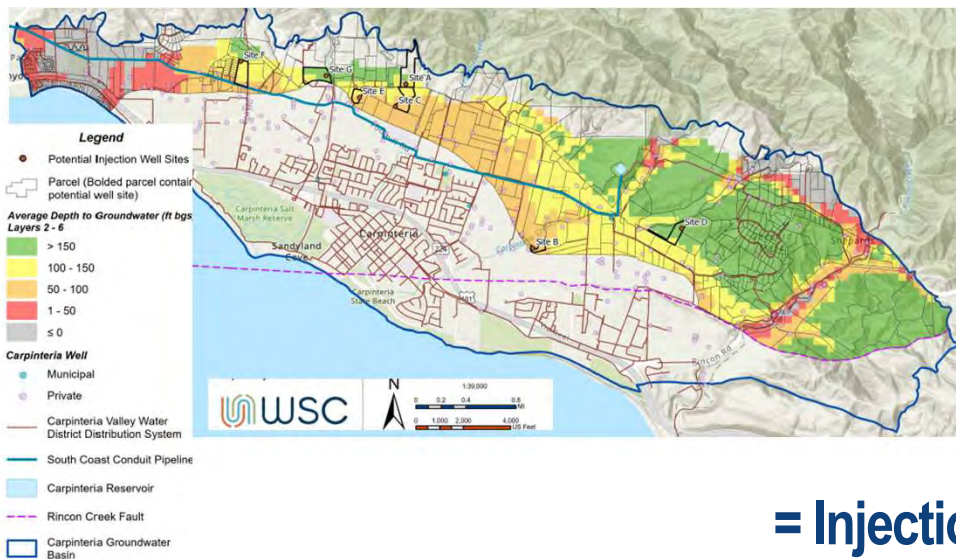 Site F
Site G
Site A
Site E
Site C
Site D
Site B
Legend
Potential Injection Well Sites
Parcel (Bolded parcel contain
potential well site)
Average Depth to Groundwater (ft bgs
Layers 2 - 6
> 150
100 - 150
50 - 100
1 - 50
≤ 0
Carpinteria Well
Municipal
Private
Carpinteria Valley Water
District Distribution System
South Coast Conduit Pipeline
Carpinteria Reservoir
Rincon Creek Fault
Carpinteria Groundwater
Basin
Carpinteria Salt
Marsh Reserve
Sandyland
Cove
Carpinteria
224
101
Carpinteria
State Beach
Rincon Rd
WSC
N
1:39,000
0 0.2 0.4 0.8
Mi
0 1,000 2,000 4,000
US Feet
= Injectio